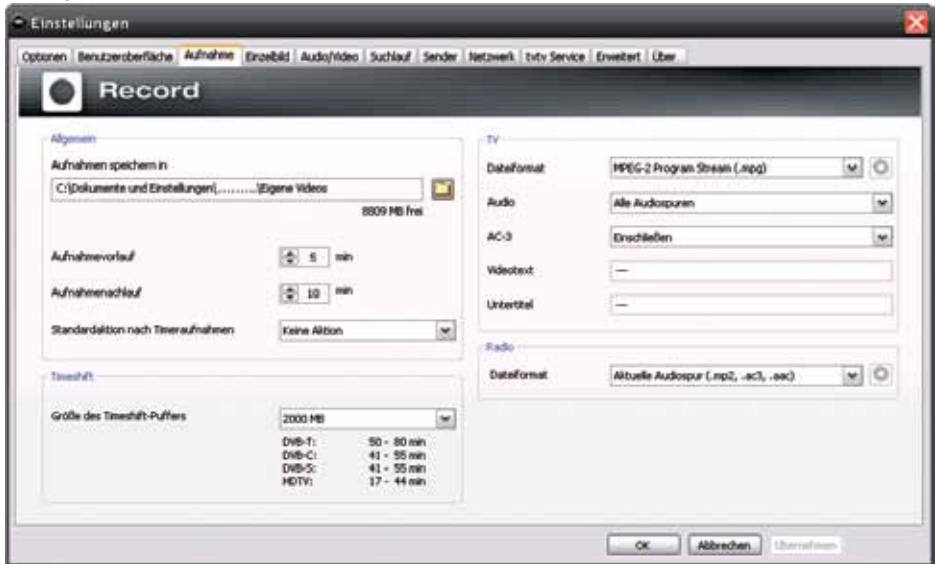 Einstellungen
Optionen Benutzeroberfläche Aufnahme Einzelbild Audio/Video Suchlauf Sender Netzwerk tvtv Service Erweitert Über
Record
Allgemein
Aufnahmen speichern in
C:\Dokumente und Einstellungen\.........\Eigene Videos
8809 MB frei
Aufnahmevorlauf 5 min
Aufnahmenachlauf 10 min
Standardaktion nach Timeraufnahmen Keine Aktion
Timeshift
Größe des Timeshift-Puffers 2000 MB
DVB-T: 50 - 80 min
DVB-C: 41 - 55 min
DVB-S: 41 - 55 min
HDTV: 17 - 44 min
TV
Dateiformat MPEG-2 Program Stream (.mpg)
Audio Alle Audiospuren
AC-3 Einschließen
Videotext ---
Untertitel ---
Radio
Dateiformat Aktuelle Audiospur (.mp2, .ac3, .aac)
OK Abbrechen Übernehmen